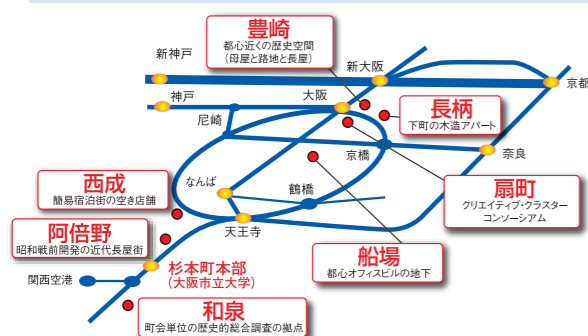 豊崎
都心近くの歴史空間
(母屋と路地と長屋)
新神戸
新大阪
京都
神戸
大阪
長柄
下町の木造アパート
尼崎
京橋
奈良
西成
簡易宿泊街の空き店舗
なんば
鶴橋
扇町
クリエイティブ・クラスター
コンソーシアム
阿倍野
昭和戦前開発の近代長屋街
天王寺
船場
都心オフィスビルの地下
関西空港
杉本町本部
(大阪市立大学)
和泉
町会単位の歴史的総合調査の拠点